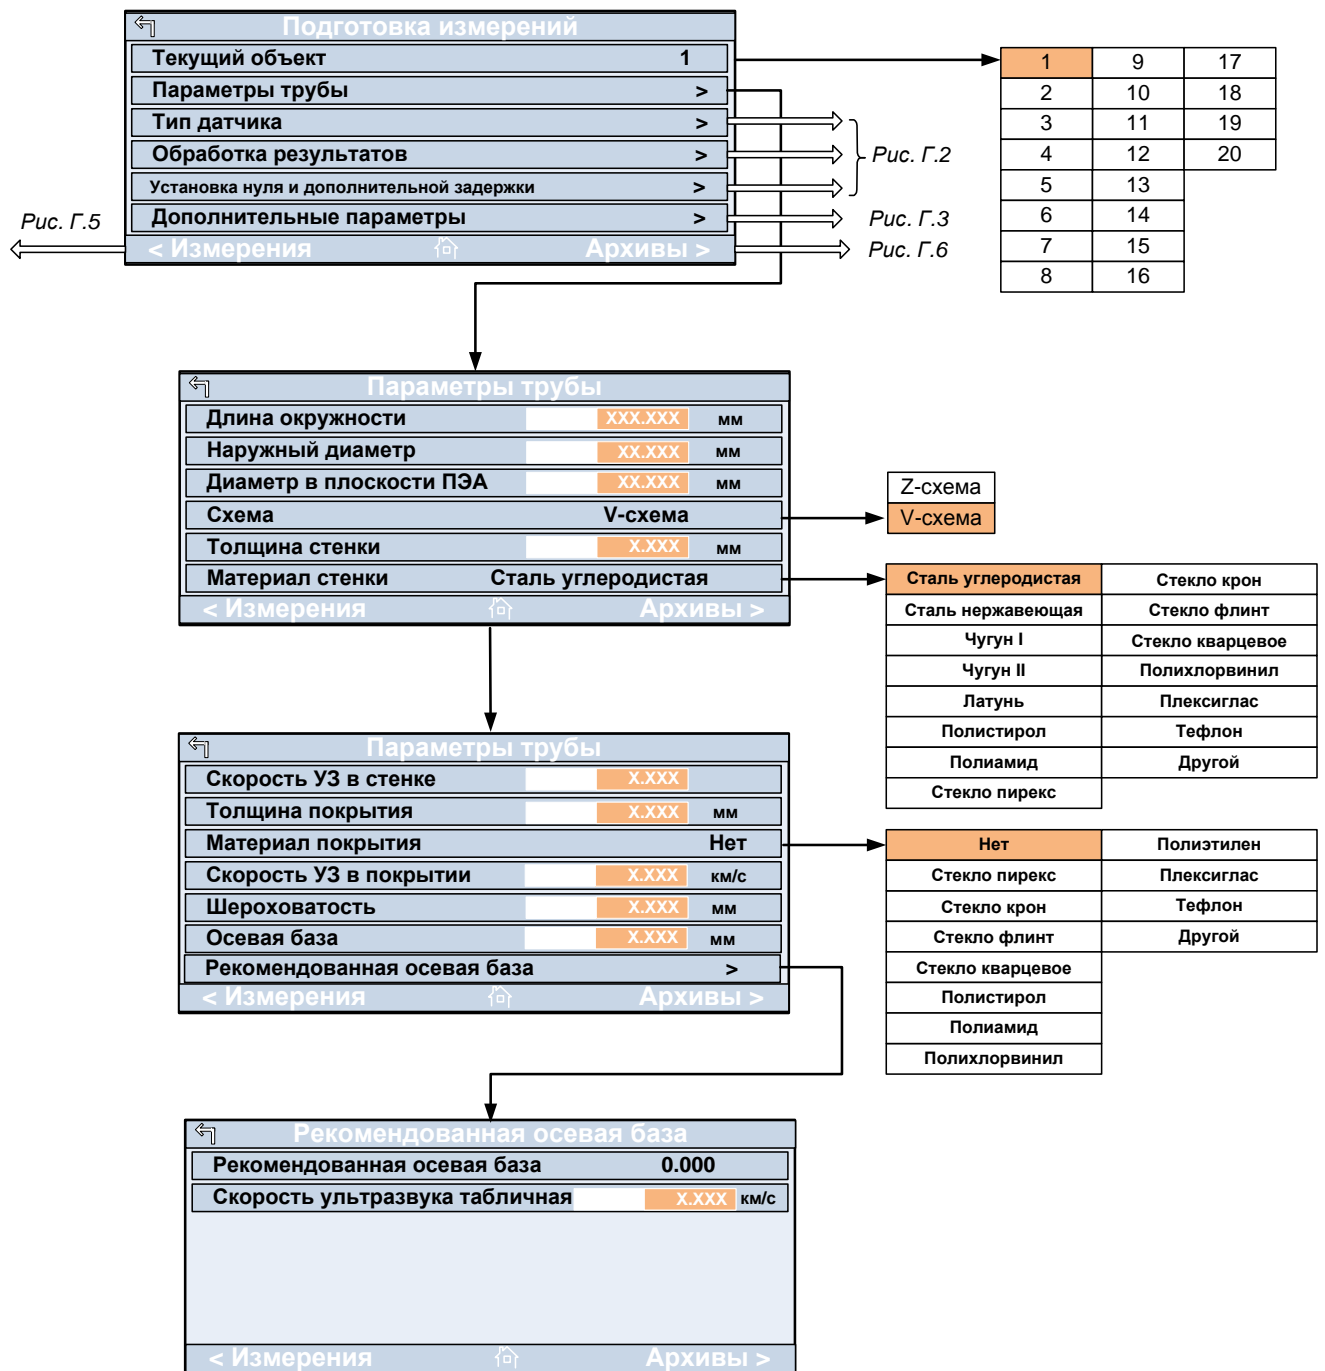 Подготовка измерений
Текущий объект 1
Параметры трубы >
Тип датчика >
Обработка результатов >
Установка нуля и дополнительной задержки >
Дополнительные параметры >
< Измерения Архивы >
Рис. Г.5
Рис. Г.2
Рис. Г.3
Рис. Г.6
1 9 17
2 10 18
3 11 19
4 12 20
5 13
6 14
7 15
8 16
Параметры трубы
Длина окружности XXX.XXX мм
Наружный диаметр XX.XXX мм
Диаметр в плоскости ПЭА XX.XXX мм
Схема V-схема
Толщина стенки X.XXX мм
Материал стенки Сталь углеродистая
< Измерения Архивы >
Z-схема
V-схема
Сталь углеродистая Стекло крон
Сталь нержавеющая Стекло флинт
Чугун I Стекло кварцевое
Чугун II Полихлорвинил
Латунь Плексиглас
Полистирол Тефлон
Полиамид Другой
Стекло пирекс
Параметры трубы
Скорость УЗ в стенке X.XXX
Толщина покрытия X.XXX мм
Материал покрытия Нет
Скорость УЗ в покрытии X.XXX км/с
Шероховатость X.XXX мм
Осевая база X.XXX мм
Рекомендованная осевая база >
< Измерения Архивы >
Нет Полиэтилен
Стекло пирекс Плексиглас
Стекло крон Тефлон
Стекло флинт Другой
Стекло кварцевое
Полистирол
Полиамид
Полихлорвинил
Рекомендованная осевая база
Рекомендованная осевая база 0.000
Скорость ультразвука табличная X.XXX км/с
< Измерения Архивы >